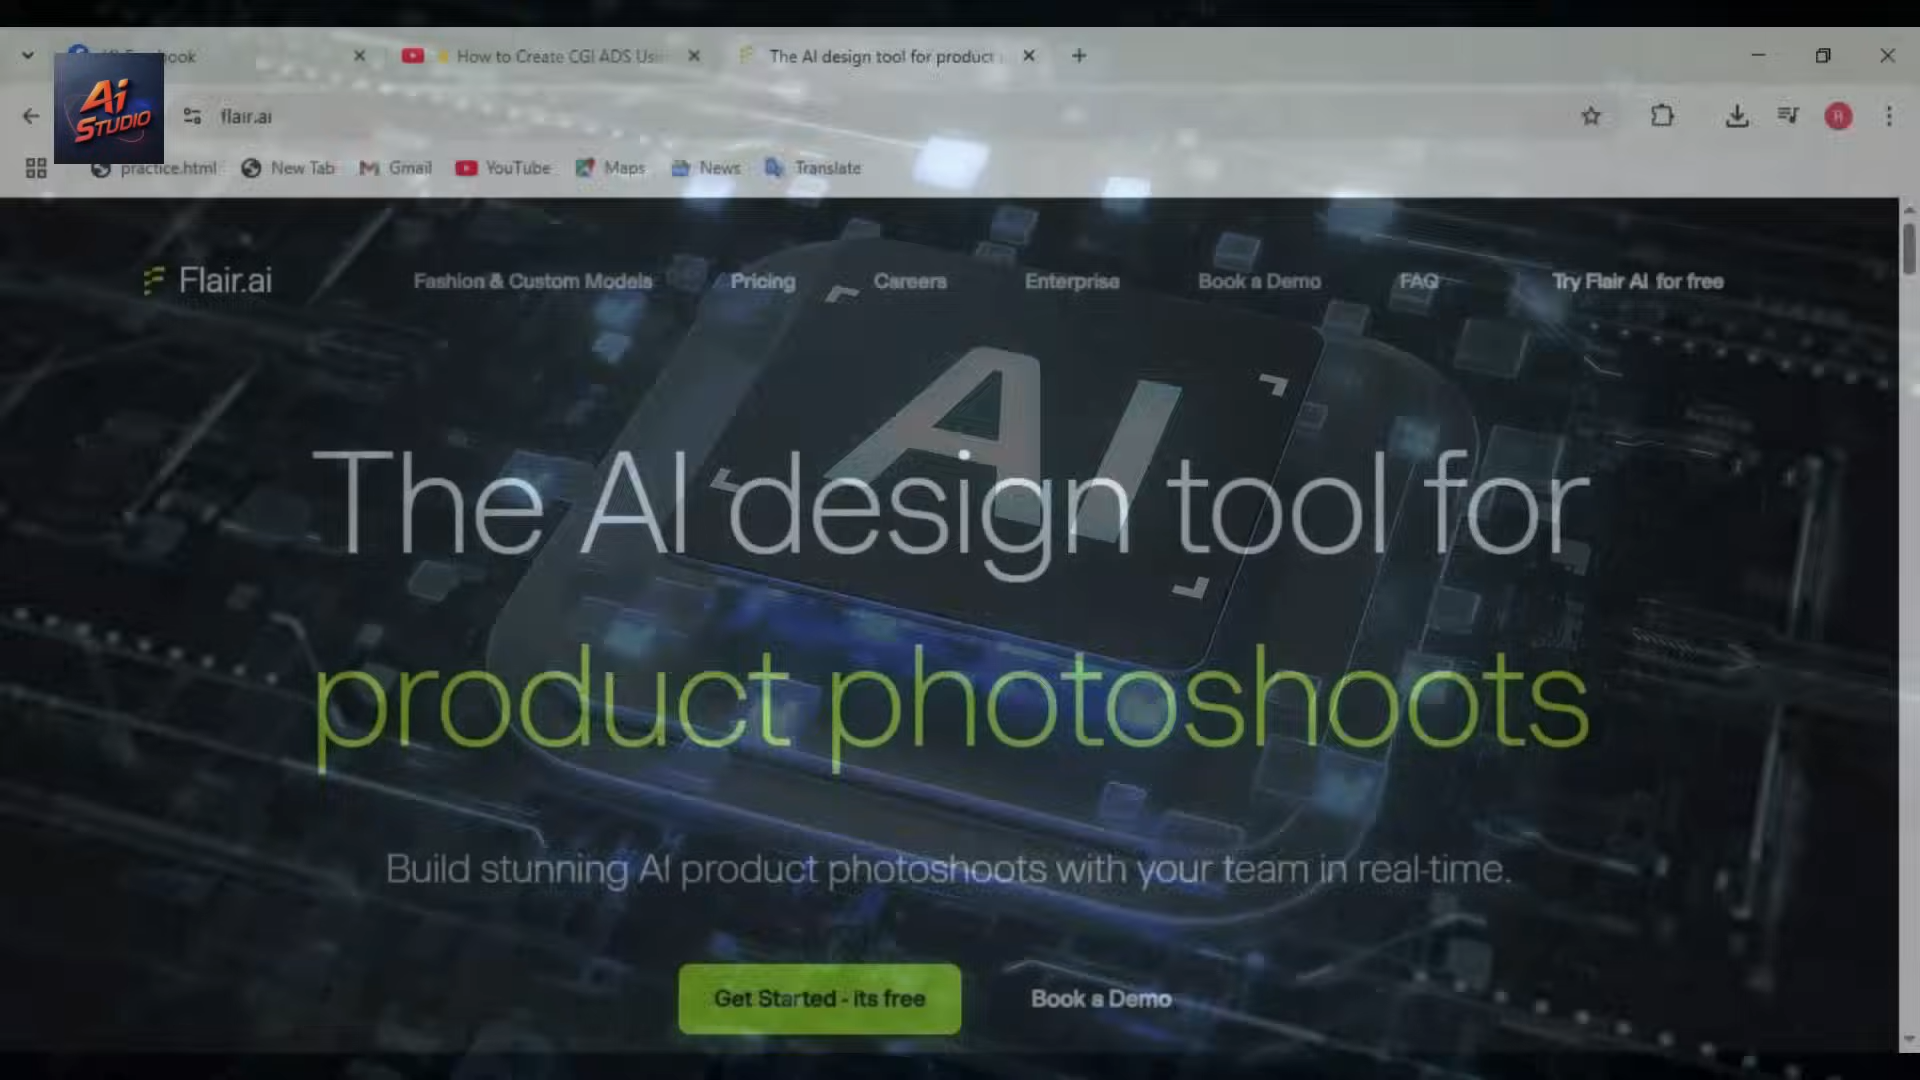 How to Create CGI ADS Usi
The AI design tool for product
Ai
STUDIO
flair.ai
practice.html
New Tab
Gmail
YouTube
Maps
News
Translate
Flair.ai
Fashion & Custom Models
Pricing
Careers
Enterprise
Book a Demo
FAQ
Try Flair AI for free
AI
The AI design tool for
product photoshoots
Build stunning AI product photoshoots with your team in real-time.
Get Started - its free
Book a Demo